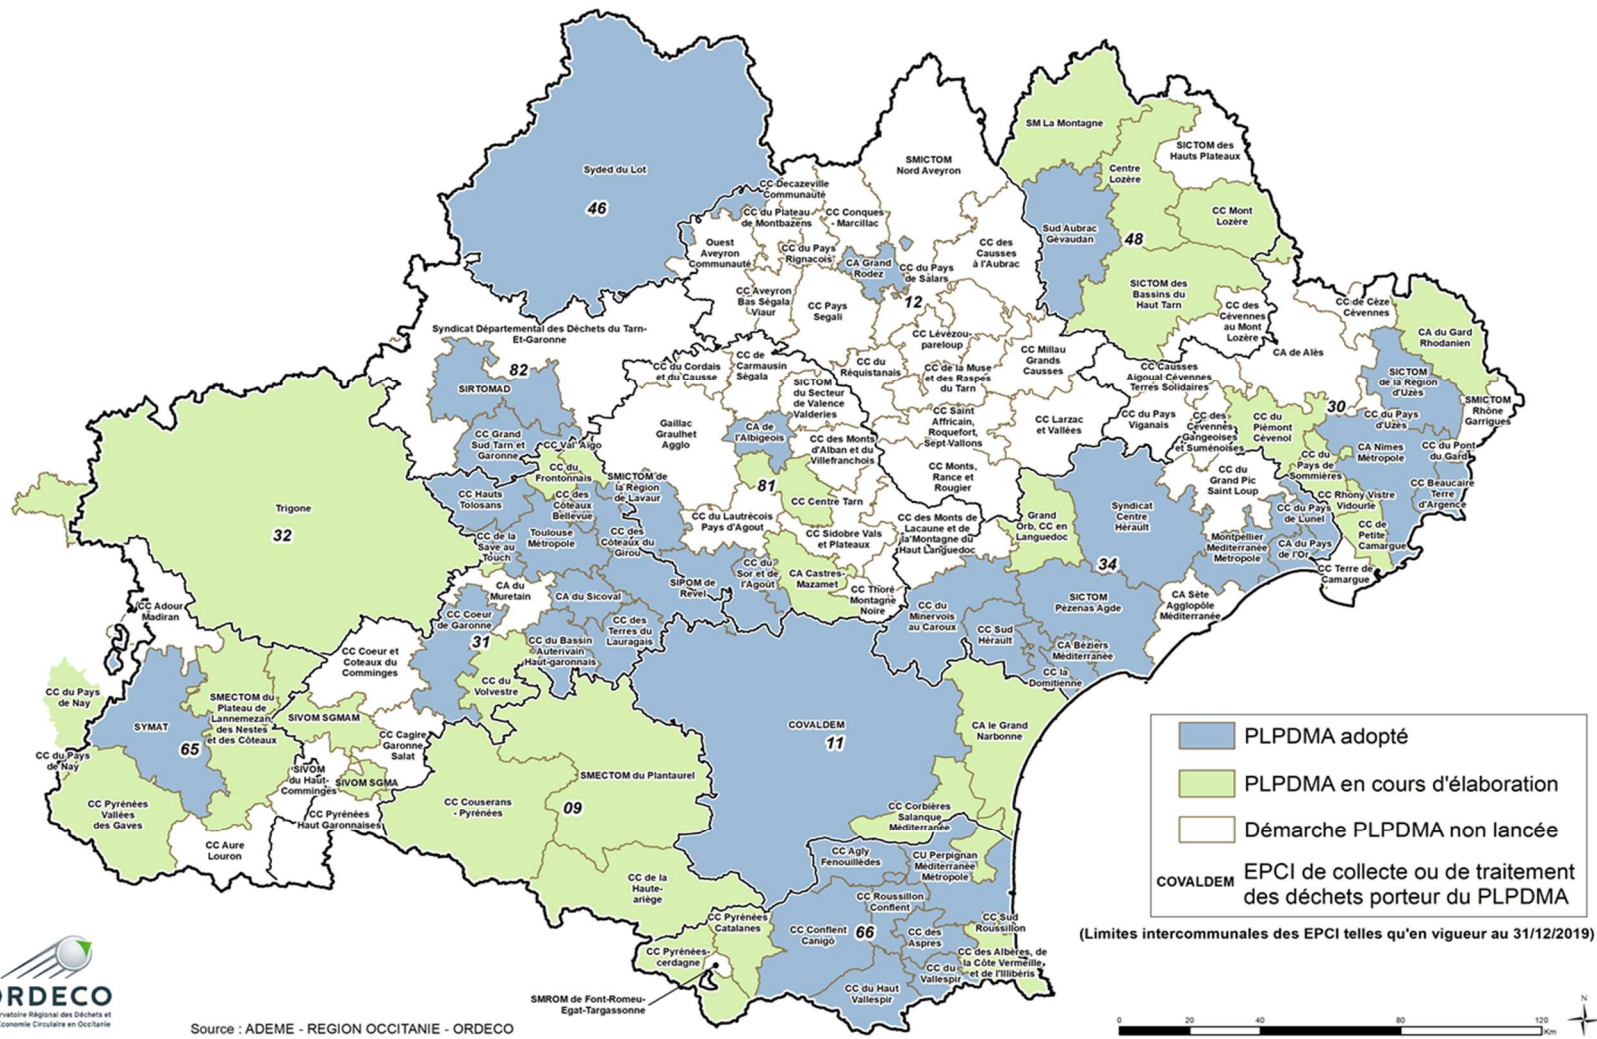 SM La Montagne
SICTOM des
Hauts Plateaux
SMICTOM
Nord Aveyron
Syded du Lot
46
Centre
Lozère
CC Decazeville
Communauté
CC Mont
Lozère
CC du Plateau
de Montbazens
CC Conques
- Marcillac
Sud Aubrac
Gévaudan
48
Ouest
Aveyron
Communauté
CC du Pays
Rignacois
CA Grand
Rodez
CC du Pays
de Salars
CC des
Causses
à l'Aubrac
12
SICTOM des
Bassins du
Haut Tarn
CC Aveyron
Bas Ségala
Viaur
CC Pays
Segali
CC des
Cévennes
au Mont
Lozère
CC de Cèze
Cévennes
CA du Gard
Rhodanien
Syndicat Départemental des Déchets du Tarn-
Et-Garonne
CC Lévézou-
pareloup
CC Millau
Grands
Causses
CA de Alès
82
SIRTOMAD
CC du Cordais
et du Causse
CC de
Carmausin
Ségala
CC du
Réquistanais
CC de la Muse
et des Raspes
du Tarn
CC Causses
Aigoual Cévennes
Terres Solidaires
SICTOM
de la Région
d'Uzès
SICTOM
du Secteur
de Valence
Valderies
SMICTOM
Rhône
Garrigues
30
Gaillac
Graulhet
Agglo
CA de
l'Albigeois
CC Saint
Affricain,
Roquefort,
Sept-Vallons
CC Larzac
et Vallées
CC du Pays
Viganais
CC des
Cévennes
Gangeoises
et Suménoises
CC du
Piémont
Cévenol
CC du Pays
d'Uzès
CC Grand
Sud Tarn et
Garonne
CC Val' Aïgo
CC des Monts
d'Alban et du
Villefranchois
CA Nimes
Métropole
CC du Pont
du Gard
CC du
Frontonnais
SMICTOM de
la Région
de Lavaur
81
CC Monts,
Rance et
Rougier
CC du
Grand Pic
Saint Loup
CC du
Pays de
Sommières
CC Beaucaire
Terre
d'Argence
CC Hauts
Tolosans
CC des
Côteaux
Bellevue
CC Centre Tarn
CC Rhony Vistre
Vidourle
Trigone
32
CC du Lautrécois
Pays d'Agout
CC des Monts de
Lacaune et de
la Montagne du
Haut Languedoc
Grand
Orb, CC en
Languedoc
Syndicat
Centre
Hérault
CC du Pays
de Lunel
CC de
Petite
Camargue
CC de la
Save au
Touch
Toulouse
Métropole
CC des
Côteaux du
Girou
CC Sidobre Vals
et Plateaux
Montpellier
Mediterranée
Metropole
CA du Pays
de l'Or
34
CC Terre de
Camargue
CA du
Muretain
CA du Sicoval
SIPOM de
Revel
CC du
Sor et de
l'Agoût
CA Castres-
Mazamet
CC Thoré
Montagne
Noire
CC Adour
Madiran
CC Coeur
de Garonne
31
CC du
Minervois
au Caroux
SICTOM
Pézenas Agde
CA Sète
Agglopôle
Méditerranée
CC Coeur et
Coteaux du
Comminges
CC du Bassin
Auterivain
Haut-garonnais
CC des
Terres du
Lauragais
CC Sud
Hérault
CA Béziers
Méditerranée
CC la
Domitienne
CC du Pays
de Nay
CC du
Volvestre
SMECTOM du
Plateau de
Lannemezan,
des Nestes
et des Côteaux
SYMAT
65
SIVOM SGMAM
COVALDEM
11
CA le Grand
Narbonne
CC du Pays
de Nay
CC Cagire
Garonne
Salat
SIVOM
du Haut-
Comminges
SIVOM SGMA
SMECTOM du Plantaurel
CC Pyrénées
Vallées
des Gaves
CC Pyrénées
Haut Garonnaises
CC Couserans
- Pyrénées
09
CC Corbières
Salanque
Méditerranée
CC Aure
Louron
CC Agly
Fenouillèdes
CU Perpignan
Méditerranée
Métropole
CC de la
Haute-
ariège
CC Roussillon
Conflent
CC Pyrénées
Catalanes
CC Conflent
Canigó
66
CC des
Aspres
CC Sud
Roussillon
CC Pyrénées-
cerdagne
CC des Albères, de
la Côte Vermeille
et de l'Illibéris
CC du
Vallespir
CC du Haut
Vallespir
SMROM de Font-Romeu-
Egat-Targassonne
PLPDMA adopté
PLPDMA en cours d'élaboration
Démarche PLPDMA non lancée
COVALDEM EPCI de collecte ou de traitement
des déchets porteur du PLPDMA
(Limites intercommunales des EPCI telles qu'en vigueur au 31/12/2019)
ORDECO
Observatoire Régional des Déchets et
Économie Circulaire en Occitanie
Source : ADEME - REGION OCCITANIE - ORDECO
N
0 20 40 80 120
Km